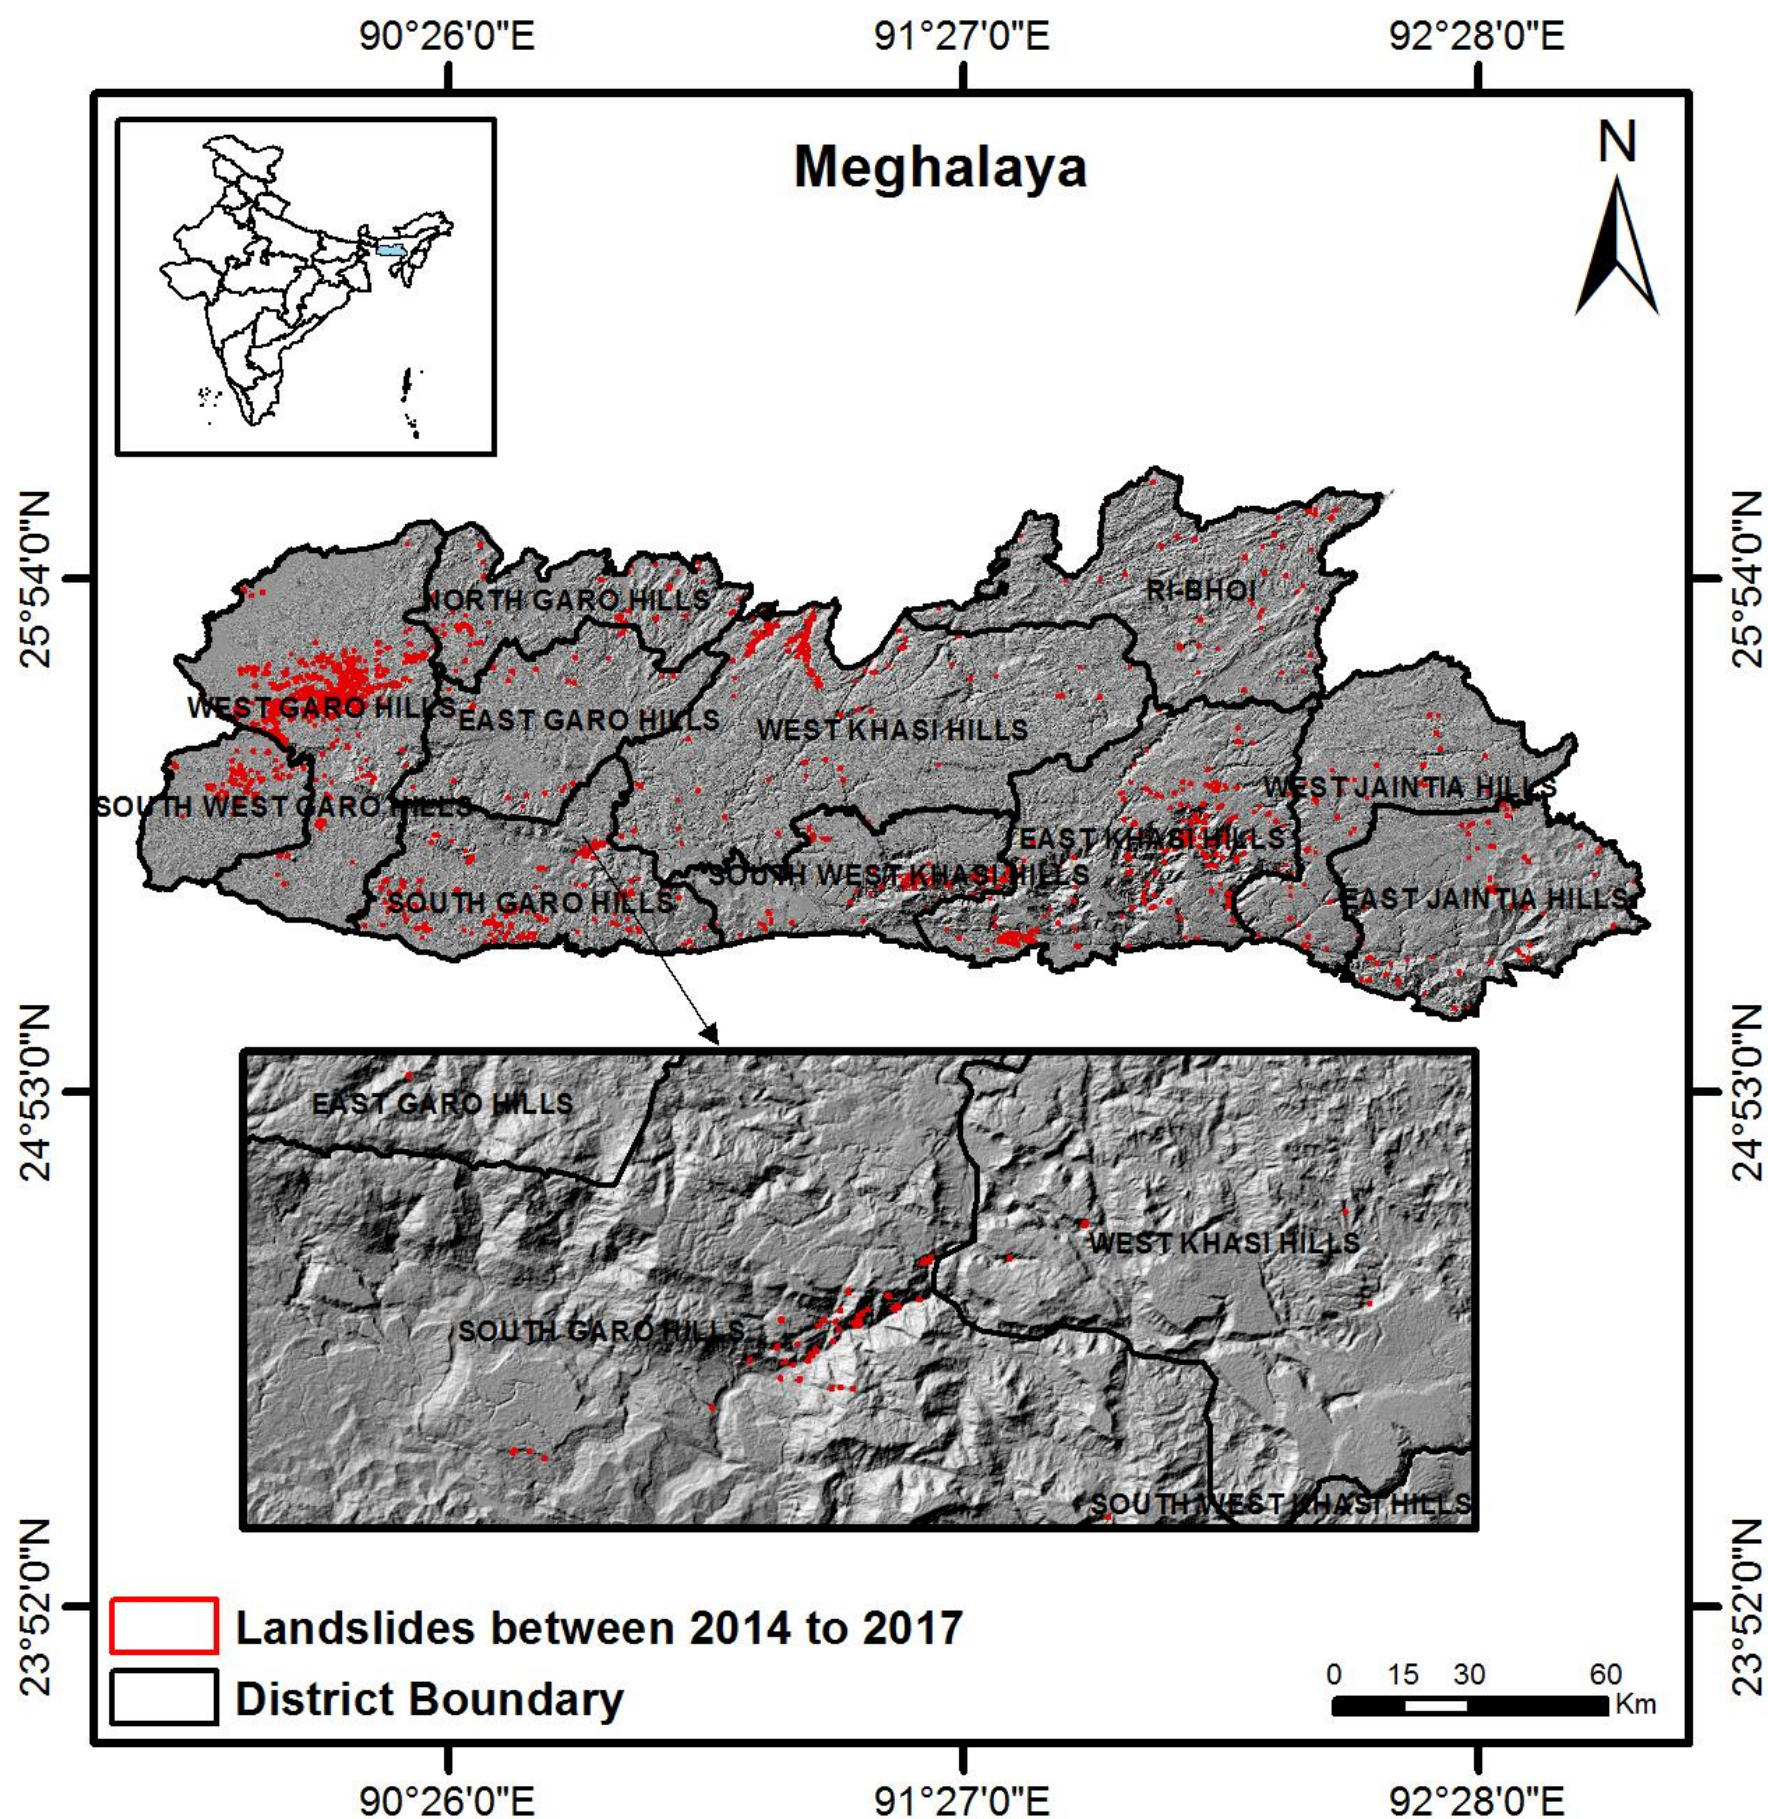 90°26'0"E
91°27'0"E
92°28'0"E
Meghalaya
N
25°54'0"N
25°54'0"N
RI-BHOI
NORTH GARO HILLS
WEST GARO HILLS
EAST GARO HILLS
WEST KHASI HILLS
WEST JAINTIA HILLS
SOUTH WEST GARO HILLS
EAST KHASI HILLS
SOUTH WEST KHASI HILLS
SOUTH GARO HILLS
EAST JAINTIA HILLS
24°53'0"N
24°53'0"N
EAST GARO HILLS
WEST KHASI HILLS
SOUTH GARO HILLS
SOUTH WEST KHASI HILLS
23°52'0"N
23°52'0"N
Landslides between 2014 to 2017
District Boundary
0 15 30 60
Km
90°26'0"E
91°27'0"E
92°28'0"E